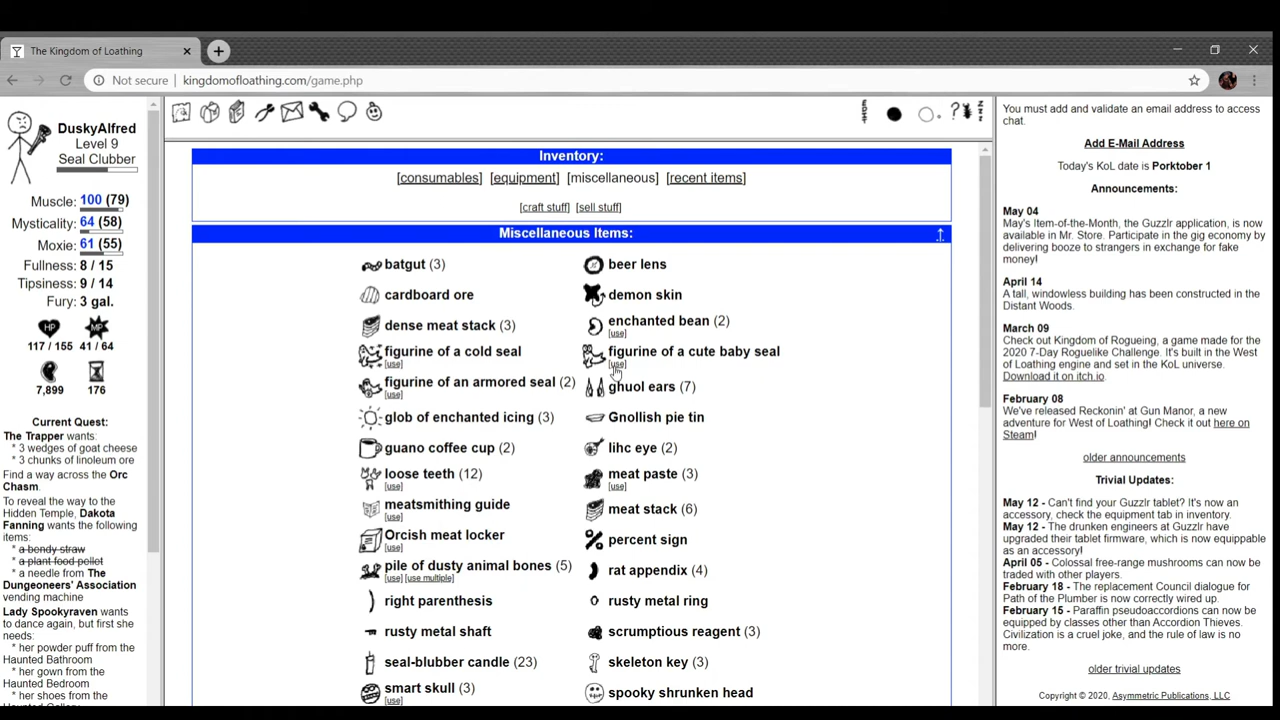 The Kingdom of Loathing
Not secure | kingdomofloathing.com/game.php
DuskyAlfred
Level 9
Seal Clubber
Muscle: 100 (79)
Mysticality: 64 (58)
Moxie: 61 (55)
Fullness: 8 / 15
Tipsiness: 9 / 14
Fury: 3 gal.
HP MP
117 / 155 41 / 64
7,899 176
Current Quest:
The Trapper wants:
* 3 wedges of goat cheese
* 3 chunks of linoleum ore
Find a way across the Orc
Chasm.
To reveal the way to the
Hidden Temple, Dakota
Fanning wants the following
items:
* a bendy straw
* a plant food pellet
* a needle from The
Dungeoneers' Association
vending machine
Lady Spookyraven wants
to dance again, but first she
needs:
* her powder puff from the
Haunted Bathroom
* her gown from the
Haunted Bedroom
* her shoes from the
Haunted Gallery
Inventory:
[consumables] [equipment] [miscellaneous] [recent items]
[craft stuff] [sell stuff]
Miscellaneous Items:
batgut (3) beer lens
cardboard ore demon skin
dense meat stack (3) enchanted bean (2)
[use]
figurine of a cold seal figurine of a cute baby seal
[use] [use]
figurine of an armored seal (2) ghuol ears (7)
[use]
glob of enchanted icing (3) Gnollish pie tin
guano coffee cup (2) lihc eye (2)
loose teeth (12) meat paste (3)
[use] [use]
meatsmithing guide meat stack (6)
[use]
Orcish meat locker percent sign
[use]
pile of dusty animal bones (5) rat appendix (4)
[use] [use multiple]
right parenthesis rusty metal ring
rusty metal shaft scrumptious reagent (3)
seal-blubber candle (23) skeleton key (3)
smart skull (3) spooky shrunken head
[use]
You must add and validate an email address to access
chat.
Add E-Mail Address
Today's KoL date is Porktober 1
Announcements:
May 04
May's Item-of-the-Month, the Guzzlr application, is now
available in Mr. Store. Participate in the gig economy by
delivering booze to strangers in exchange for fake
money!
April 14
A tall, windowless building has been constructed in the
Distant Woods.
March 09
Check out Kingdom of Rogueing, a game made for the
2020 7-Day Roguelike Challenge. It's built in the West
of Loathing engine and set in the KoL universe.
Download it on itch.io.
February 08
We've released Reckonin' at Gun Manor, a new
adventure for West of Loathing! Check it out here on
Steam!
older announcements
Trivial Updates:
May 12 - Can't find your Guzzlr tablet? It's now an
accessory, check the equipment tab in inventory.
May 12 - The drunken engineers at Guzzlr have
upgraded their tablet firmware, which is now equippable
as an accessory!
April 05 - Colossal free-range mushrooms can now be
traded with other players.
February 18 - The replacement Council dialogue for
Path of the Plumber is now correctly wired up.
February 15 - Paraffin pseudoaccordions can now be
equipped by classes other than Accordion Thieves.
Civilization is a cruel joke, and the rule of law is no
more.
older trivial updates
Copyright © 2020, Asymmetric Publications, LLC